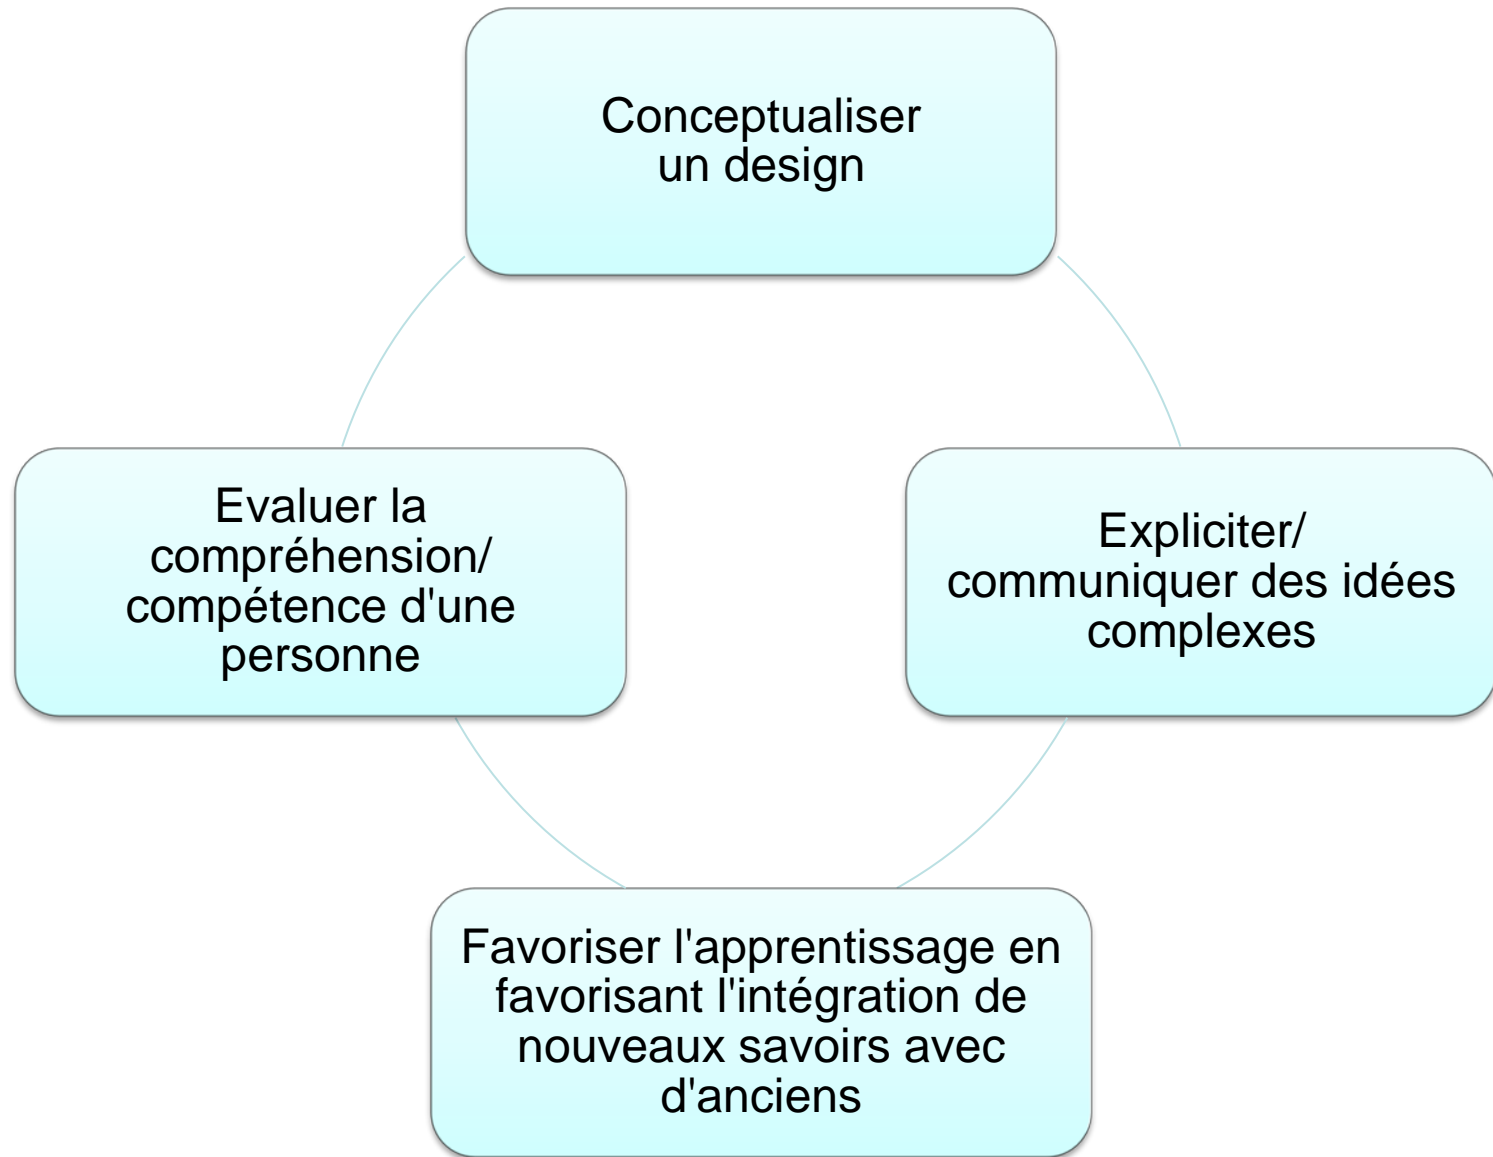 Conceptualiser
un design
Evaluer la
compréhension/
compétence d'une
personne
Expliciter/
communiquer des idées
complexes
Favoriser l'apprentissage en
favorisant l'intégration de
nouveaux savoirs avec
d'anciens